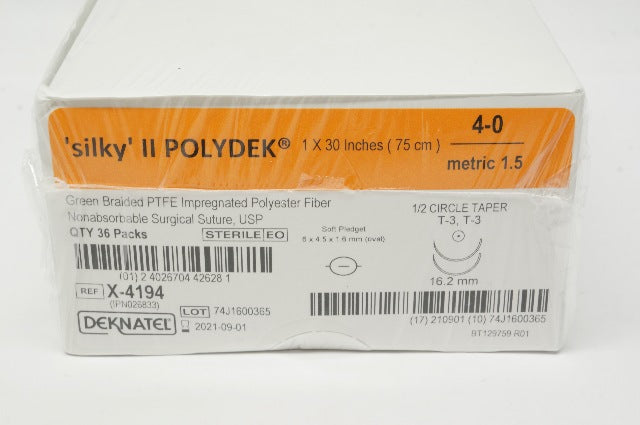 'silky' II POLYDEK® 1 X 30 Inches ( 75 cm )
4-0
metric 1.5
Green Braided PTFE Impregnated Polyester Fiber
Nonabsorbable Surgical Suture, USP
QTY 36 Packs
STERILE EO
Soft Pledget
6 x 4.5 x 1.6 mm (oval)
1/2 CIRCLE TAPER
T-3, T-3
16.2 mm
(01) 2 4026704 42628 1
REF X-4194
(IPN026833)
LOT 74J1600365
2021-09-01
DEKNATEL®
(17) 210901 (10) 74J1600365
BT129759 R01